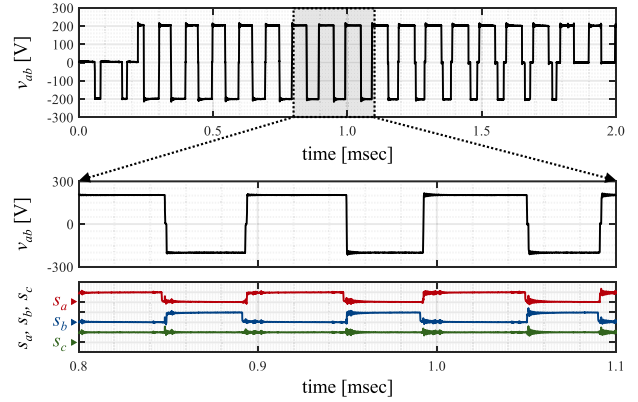 300
200
100
0
-100
-200
-300
v_ab [V]
0.0 0.5 1.0 1.5 2.0
time [msec]
300
0
-300
v_ab [V]
s_a, s_b, s_c
s_a
s_b
s_c
0.8 0.9 1.0 1.1
time [msec]